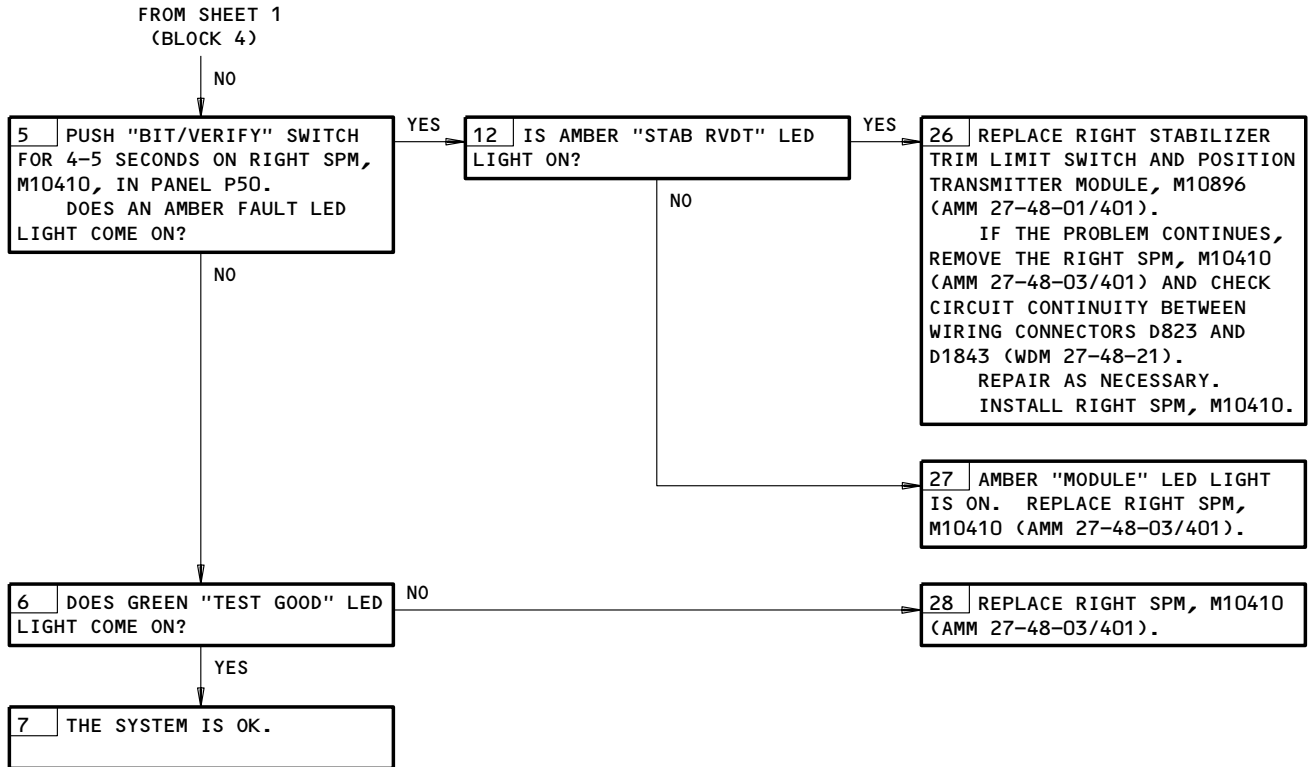 FROM SHEET 1
(BLOCK 4)
NO
5 PUSH "BIT/VERIFY" SWITCH
FOR 4-5 SECONDS ON RIGHT SPM,
M10410, IN PANEL P50.
DOES AN AMBER FAULT LED
LIGHT COME ON?
YES
12 IS AMBER "STAB RVDT" LED
LIGHT ON?
YES
26 REPLACE RIGHT STABILIZER
TRIM LIMIT SWITCH AND POSITION
TRANSMITTER MODULE, M10896
(AMM 27-48-01/401).
IF THE PROBLEM CONTINUES,
REMOVE THE RIGHT SPM, M10410
(AMM 27-48-03/401) AND CHECK
CIRCUIT CONTINUITY BETWEEN
WIRING CONNECTORS D823 AND
D1843 (WDM 27-48-21).
REPAIR AS NECESSARY.
INSTALL RIGHT SPM, M10410.
NO
NO
27 AMBER "MODULE" LED LIGHT
IS ON. REPLACE RIGHT SPM,
M10410 (AMM 27-48-03/401).
6 DOES GREEN "TEST GOOD" LED
LIGHT COME ON?
NO
28 REPLACE RIGHT SPM, M10410
(AMM 27-48-03/401).
YES
7 THE SYSTEM IS OK.